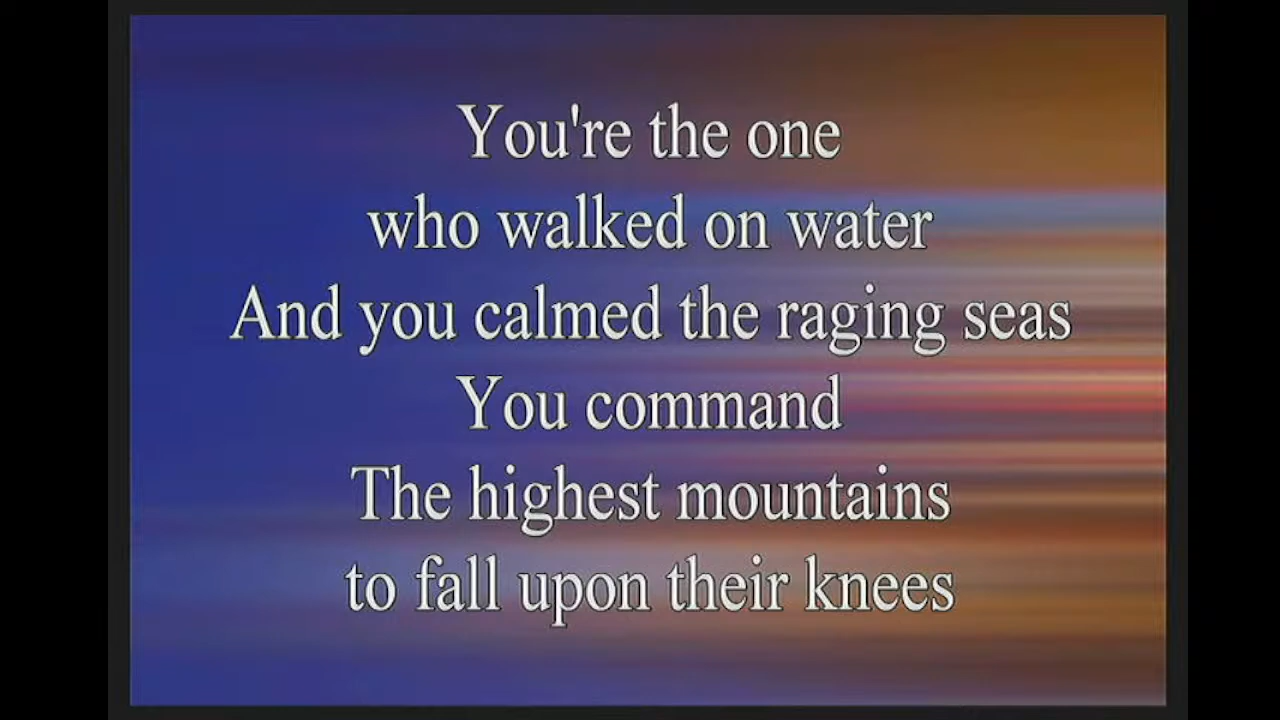 You're the one
who walked on water
And you calmed the raging seas
You command
The highest mountains
to fall upon their knees